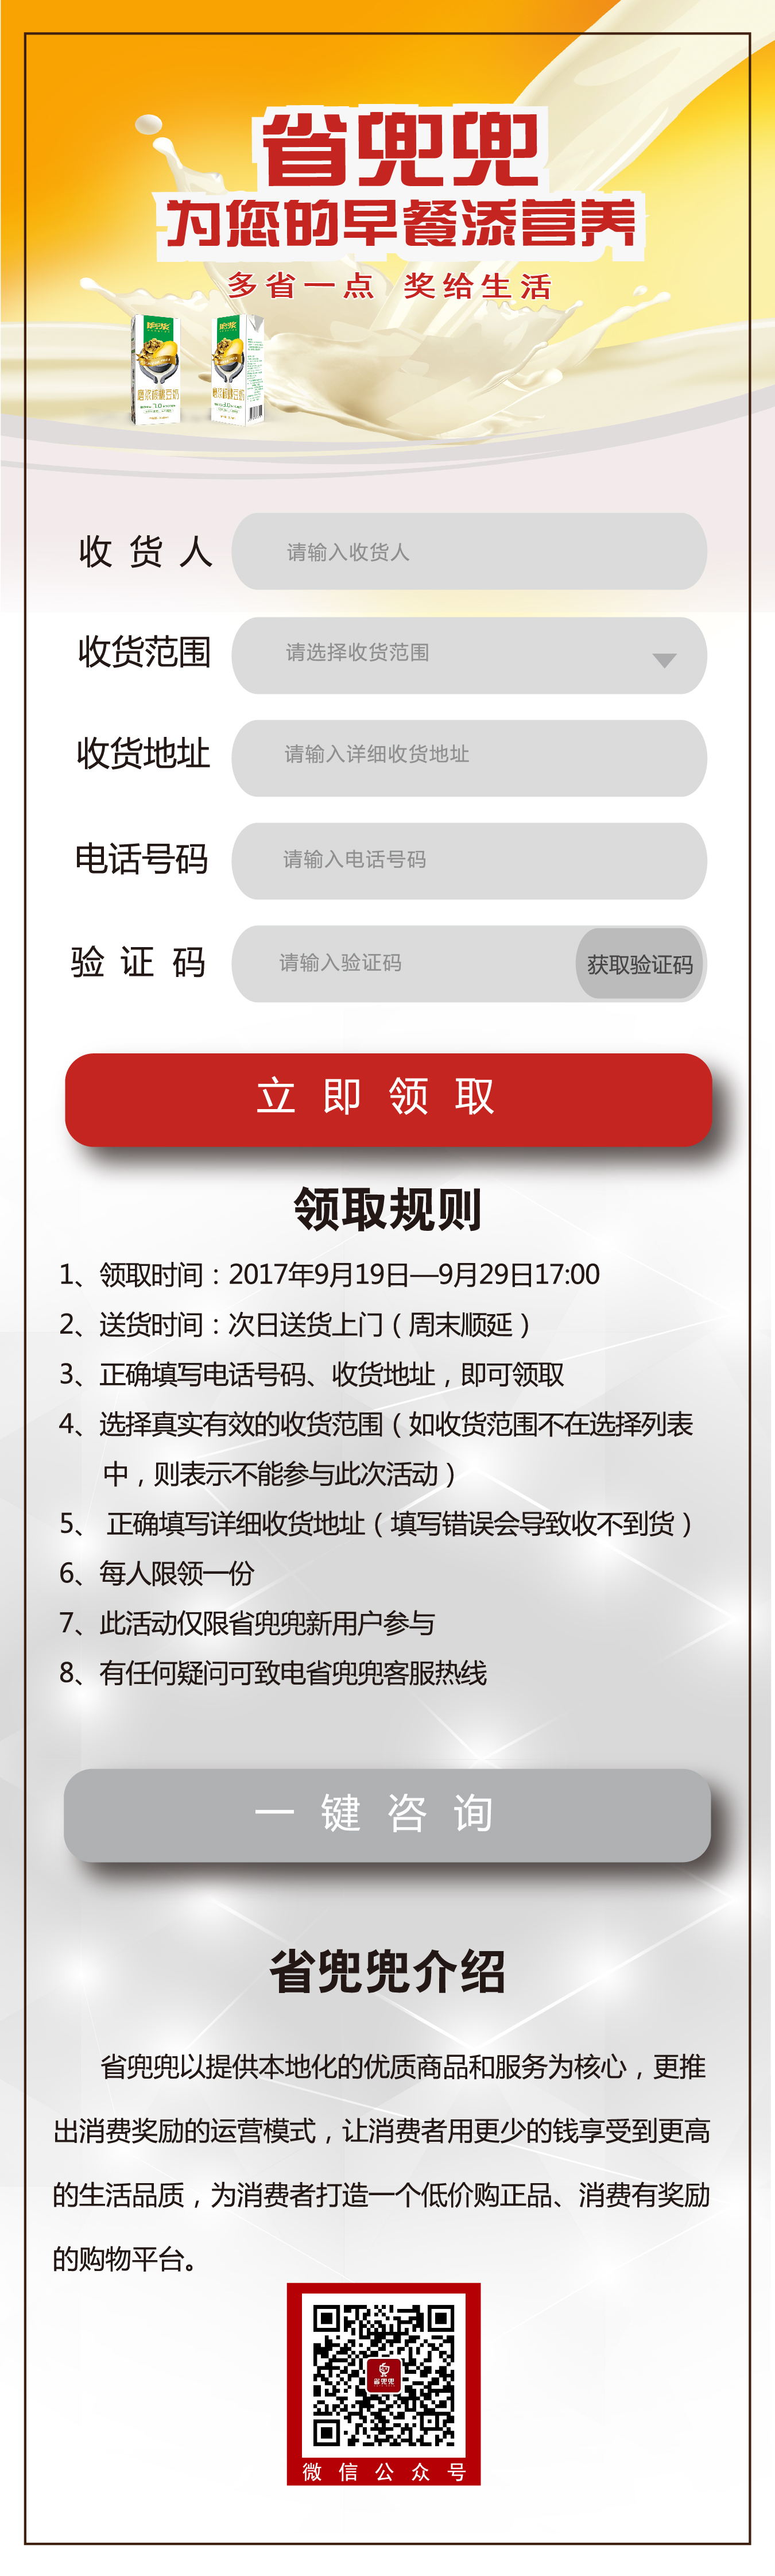 省兜兜
为您的早餐添营养
多省一点 奖给生活
收货人
请输入收货人
收货范围
请选择收货范围
收货地址
请输入详细收货地址
电话号码
请输入电话号码
验证码
请输入验证码
获取验证码
立即领取
领取规则
1、领取时间：2017年9月19日—9月29日17:00
2、送货时间：次日送货上门（周末顺延）
3、正确填写电话号码、收货地址，即可领取
4、选择真实有效的收货范围（如收货范围不在选择列表
中，则表示不能参与此次活动）
5、 正确填写详细收货地址（填写错误会导致收不到货）
6、每人限领一份
7、此活动仅限省兜兜新用户参与
8、有任何疑问可致电省兜兜客服热线
一键咨询
省兜兜介绍
省兜兜以提供本地化的优质商品和服务为核心，更推
出消费奖励的运营模式，让消费者用更少的钱享受到更高
的生活品质，为消费者打造一个低价购正品、消费有奖励
的购物平台。
省兜兜
微信公众号